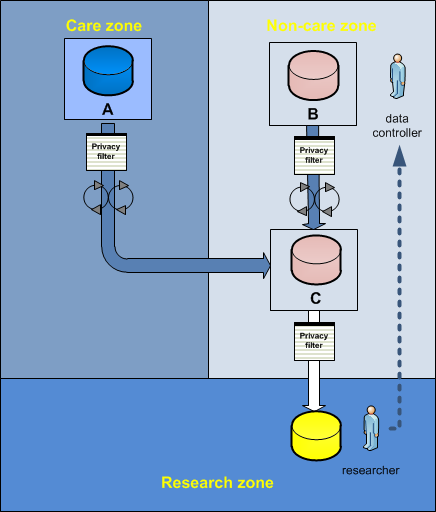 Care zone
Non-care zone
A
B
data
controller
Privacy
filter
Privacy
filter
C
Privacy
filter
researcher
Research zone